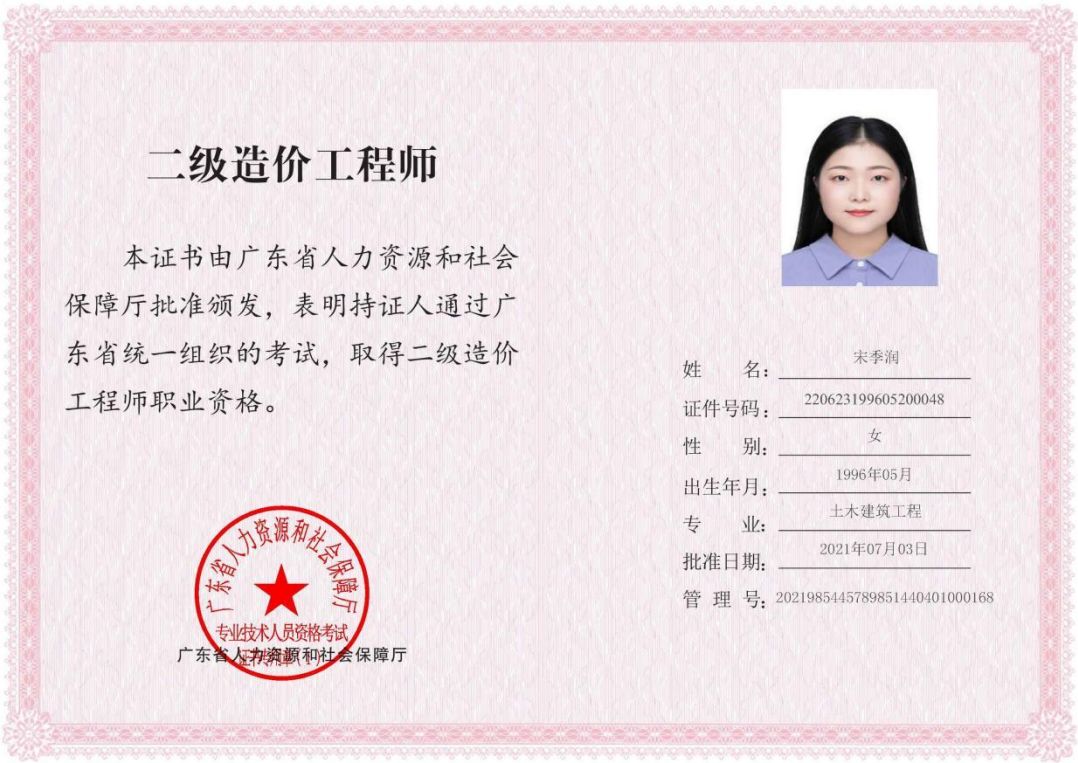 二级造价工程师
本证书由广东省人力资源和社会
保障厅批准颁发，表明持证人通过广
东省统一组织的考试，取得二级造价
工程师职业资格。
广东省人力资源和社会保障厅
专业技术人员资格考试
广东省人力资源和社会保障厅
姓 名： 宋季润
证件号码： 220623199605200048
性 别： 女
出生年月： 1996年05月
专 业： 土木建筑工程
批准日期： 2021年07月03日
管 理 号： 20219854457898514404010001​68